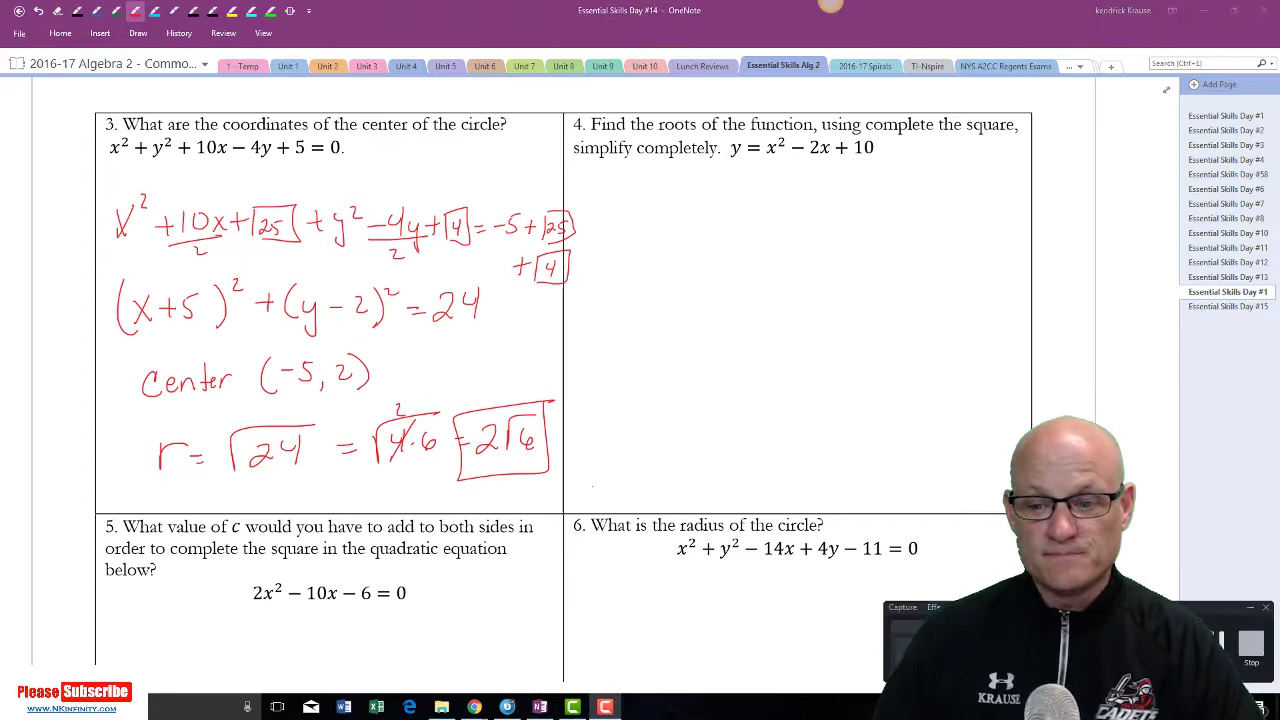 Essential Skills Day #14 - OneNote
kendrick Krause
File Home Insert Draw History Review View
2016-17 Algebra 2 - Commo...
1 - Temp Unit 1 Unit 2 Unit 3 Unit 4 Unit 5 Unit 6 Unit 7 Unit 8 Unit 9 Unit 10 Lunch Reviews Essential Skills Alg 2 2016-17 Spirals TI-Nspire NYS A2CC Regents Exams ...
Search (Ctrl+E)
Add Page
Essential Skills Day #1
Essential Skills Day #2
Essential Skills Day #3
Essential Skills Day #4
Essential Skills Day #58
Essential Skills Day #6
Essential Skills Day #7
Essential Skills Day #8
Essential Skills Day #9
Essential Skills Day #10
Essential Skills Day #11
Essential Skills Day #12
Essential Skills Day #13
Essential Skills Day #1
Essential Skills Day #15
3. What are the coordinates of the center of the circle?
x² + y² + 10x − 4y + 5 = 0.
x² + 10x + 25 + y² − 4y + 4 = −5 + 25
2 2 + 4
(x + 5)² + (y − 2)² = 24
center (−5, 2)
r = √24 = √4·6 = 2√6
2
4. Find the roots of the function, using complete the square,
simplify completely. y = x² − 2x + 10
5. What value of c would you have to add to both sides in
order to complete the square in the quadratic equation
below?
2x² − 10x − 6 = 0
6. What is the radius of the circle?
x² + y² − 14x + 4y − 11 = 0
Capture
Stop
KRAUSE
CADETS
Please Subscribe
www.NKinfinity.com